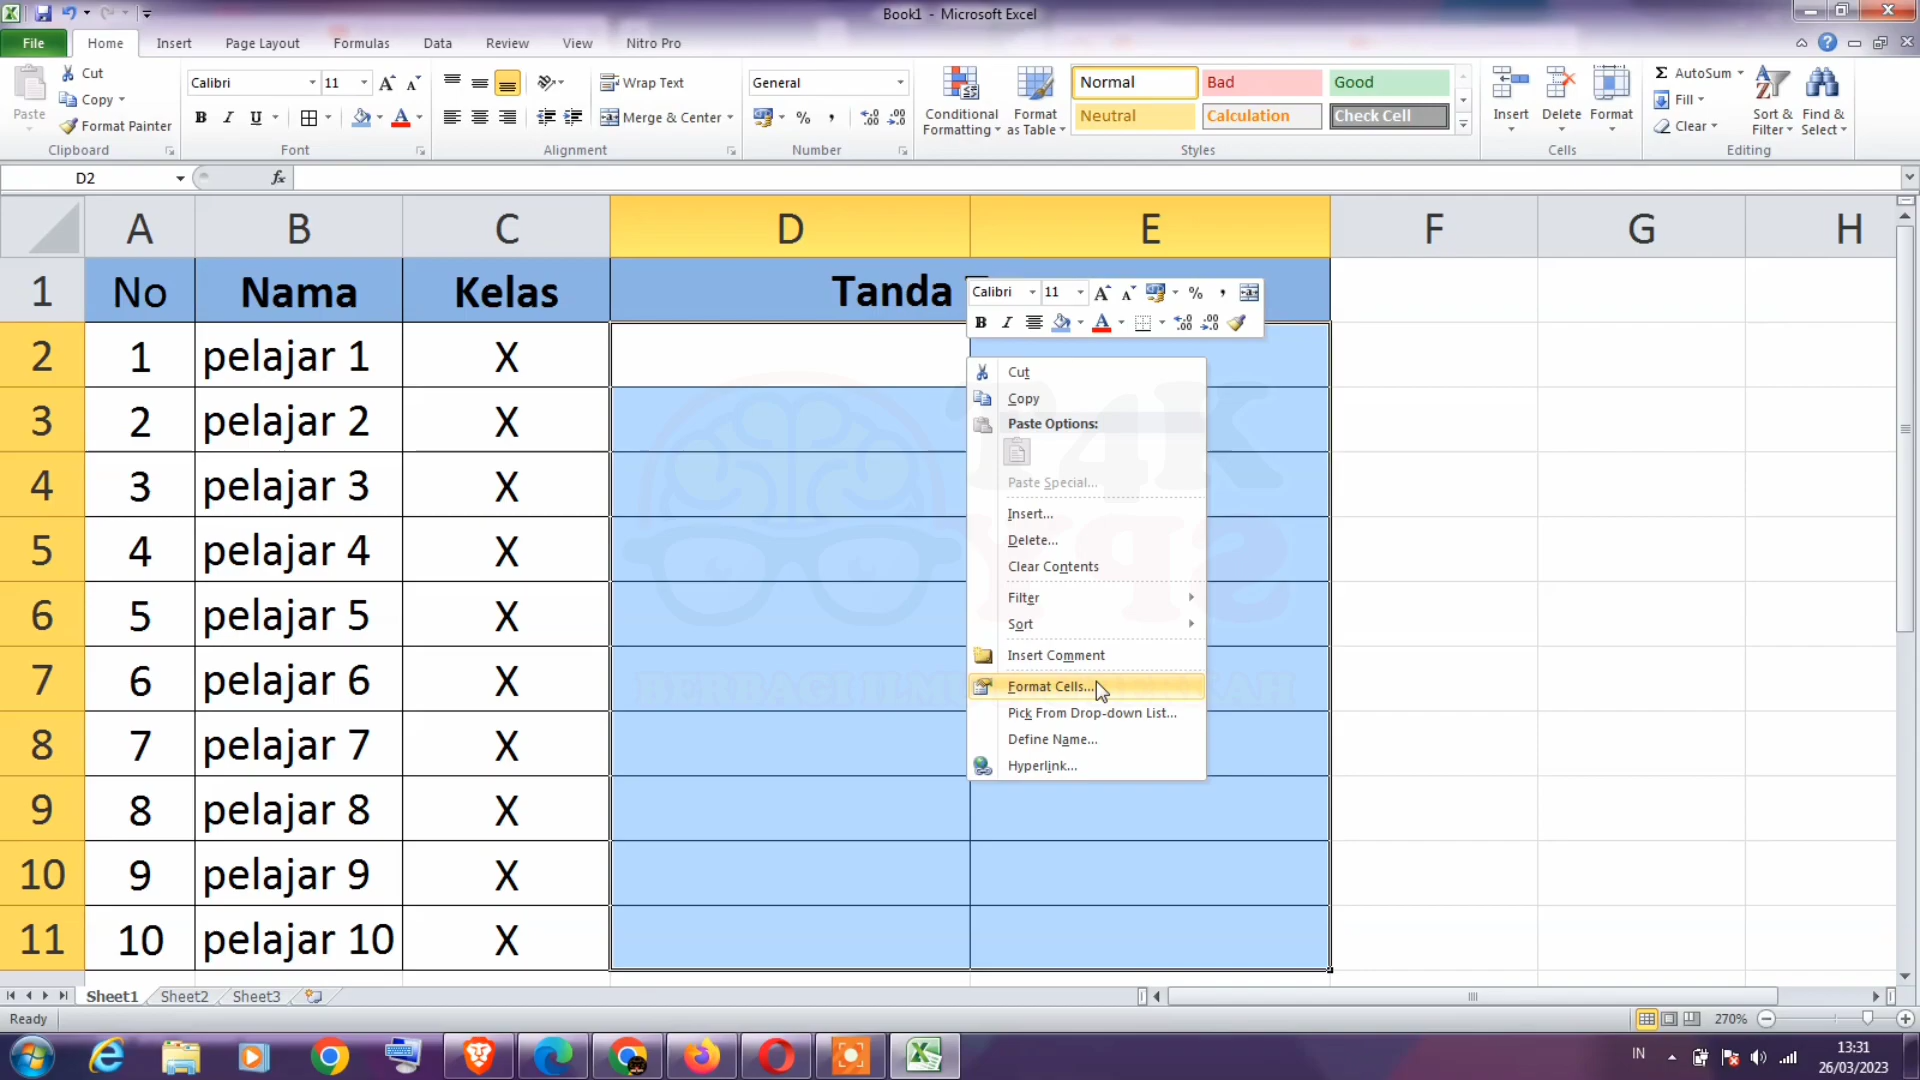 Book1 - Microsoft Excel
File Home Insert Page Layout Formulas Data Review View Nitro Pro
Paste
Cut
Copy
Format Painter
Clipboard
Calibri 11
B I U
Font
Wrap Text
Merge & Center
Alignment
General
%
Number
Conditional Formatting
Format as Table
Normal Bad Good
Neutral Calculation Check Cell
Styles
Insert Delete Format
Cells
Σ AutoSum
Fill
Clear
Sort & Filter
Find & Select
Editing
D2 fx
A B C D E F G H
1 No Nama Kelas Tanda
2 1 pelajar 1 X
3 2 pelajar 2 X
4 3 pelajar 3 X
5 4 pelajar 4 X
6 5 pelajar 5 X
7 6 pelajar 6 X
8 7 pelajar 7 X
9 8 pelajar 8 X
10 9 pelajar 9 X
11 10 pelajar 10 X
Calibri 11 A A % ,
B I A
Cut
Copy
Paste Options:
Paste Special...
Insert...
Delete...
Clear Contents
Filter
Sort
Insert Comment
Format Cells...
Pick From Drop-down List...
Define Name...
Hyperlink...
Sheet1 Sheet2 Sheet3
Ready 270%
IN 13:31
26/03/2023